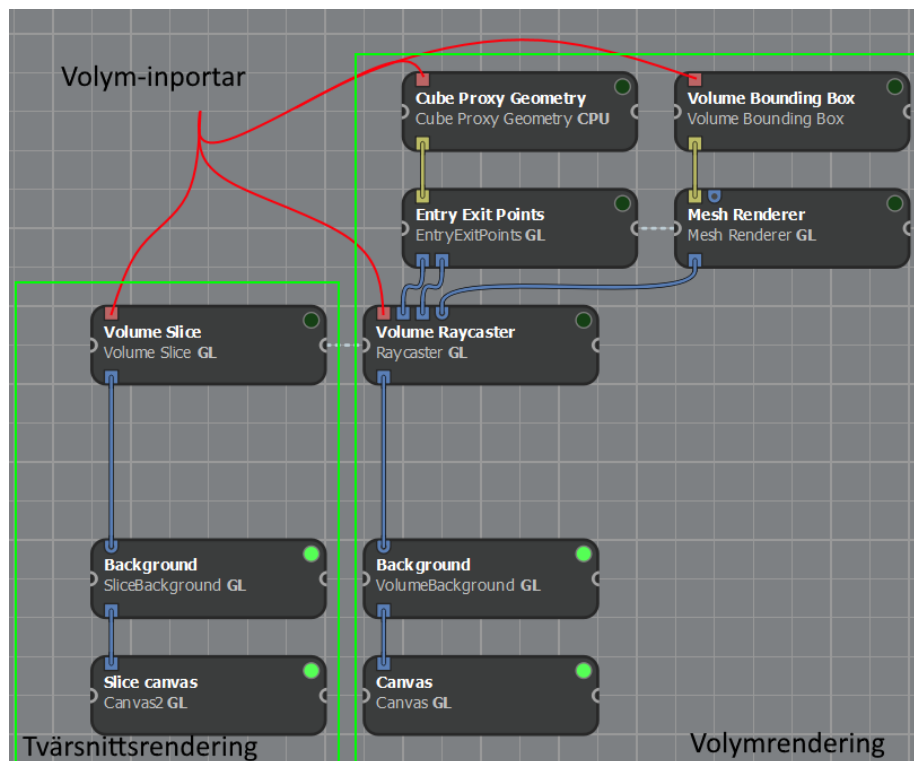 Volym-inportar
Cube Proxy Geometry
Cube Proxy Geometry CPU
Volume Bounding Box
Volume Bounding Box
Entry Exit Points
EntryExitPoints GL
Mesh Renderer
Mesh Renderer GL
Volume Slice
Volume Slice GL
Volume Raycaster
Raycaster GL
Background
SliceBackground GL
Background
VolumeBackground GL
Slice canvas
Canvas2 GL
Canvas
Canvas GL
Tvärsnittsrendering
Volymrendering